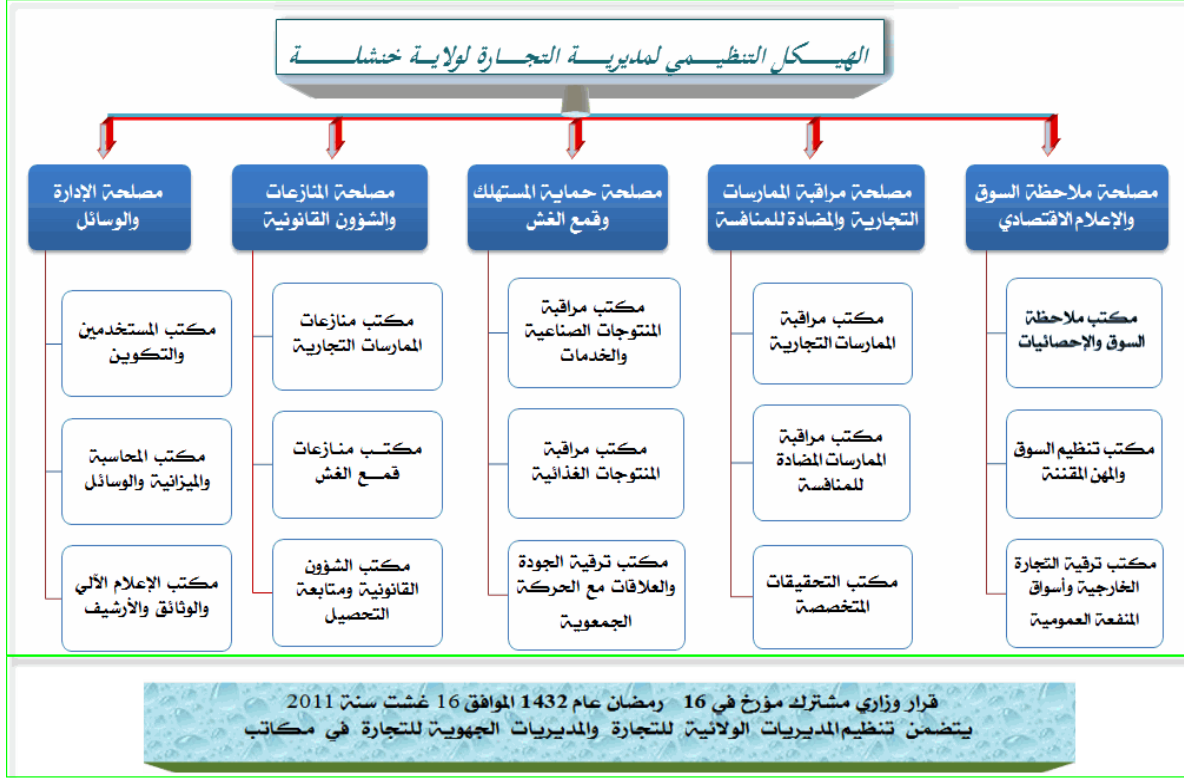 الهيكل التنظيمي لمديرية التجارة لولاية خنشلة
مصلحة ملاحظة السوق
والإعلام الاقتصادي
مصلحة مراقبة الممارسات
التجارية والمضادة للمنافسة
مصلحة حماية المستهلك
وقمع الغش
مصلحة المنازعات
والشؤون القانونية
مصلحة الإدارة
والوسائل
مكتب ملاحظة
السوق والإحصائيات
مكتب تنظيم السوق
والمهن المقننة
مكتب ترقية التجارة
الخارجية وأسواق
المنفعة العمومية
مكتب مراقبة
الممارسات التجارية
مكتب مراقبة
الممارسات المضادة
للمنافسة
مكتب التحقيقات
المتخصصة
مكتب مراقبة
المنتوجات الصناعية
والخدمات
مكتب مراقبة
المنتوجات الغذائية
مكتب ترقية الجودة
والعلاقات مع الحركة
الجمعوية
مكتب منازعات
الممارسات التجارية
مكتب منازعات
قمع الغش
مكتب الشؤون
القانونية ومتابعة
التحصيل
مكتب المستخدمين
والتكوين
مكتب المحاسبة
والميزانية والوسائل
مكتب الإعلام الآلي
والوثائق والأرشيف
قرار وزاري مشترك مؤرخ في 16 رمضان عام 1432 الموافق 16 غشت سنة 2011
يتضمن تنظيم المديريات الولائية للتجارة والمديريات الجهوية للتجارة في مكاتب